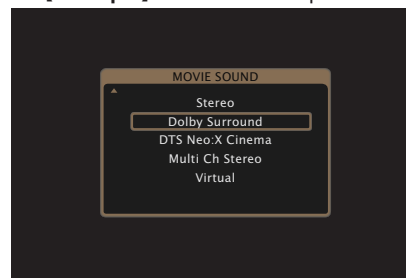 MOVIE SOUND
Stereo
Dolby Surround
DTS Neo:X Cinema
Multi Ch Stereo
Virtual